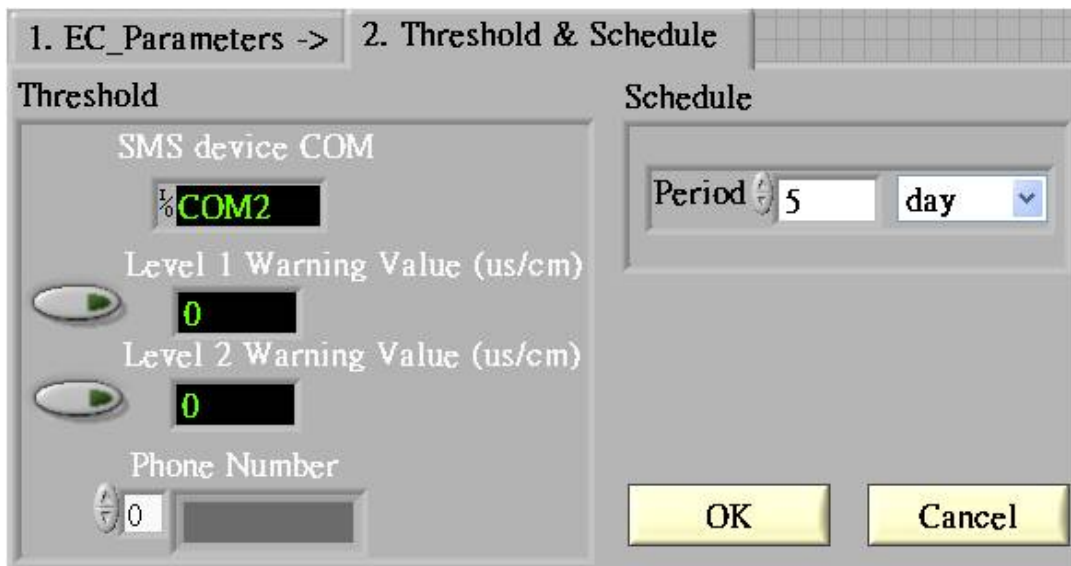 1. EC_Parameters ->
2. Threshold & Schedule
Threshold
SMS device COM
I/O COM2
Level 1 Warning Value (us/cm)
0
Level 2 Warning Value (us/cm)
0
Phone Number
0
Schedule
Period 5 day
OK
Cancel